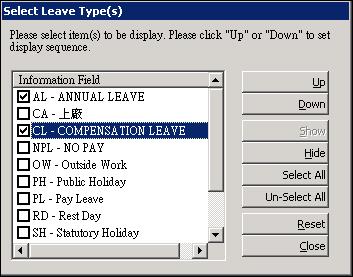 Select Leave Type(s)
Please select item(s) to be display. Please click "Up" or "Down" to set
display sequence.
Information Field
AL - ANNUAL LEAVE
CA - 上廠
CL - COMPENSATION LEAVE
NPL - NO PAY
OW - Outside Work
PH - Public Holiday
PL - Pay Leave
RD - Rest Day
SH - Statutory Holiday
Up
Down
Show
Hide
Select All
Un-Select All
Reset
Close